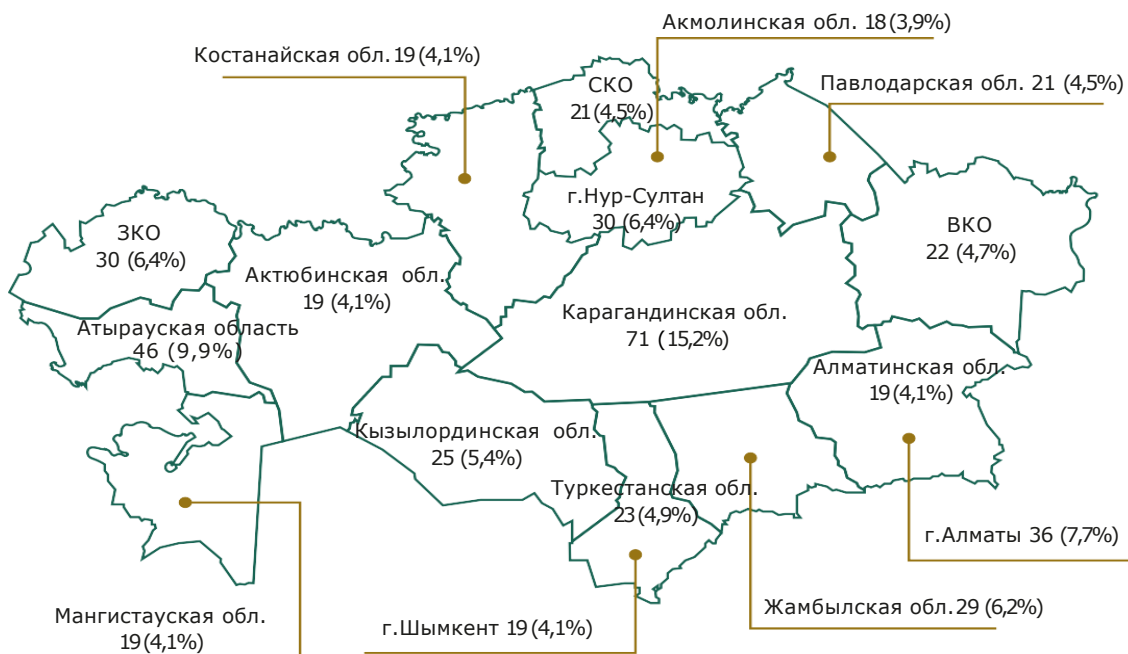 Акмолинская обл. 18 (3,9%)
Костанайская обл. 19 (4,1%)
Павлодарская обл. 21 (4,5%)
СКО
21 (4,5%)
г.Нур-Султан
30 (6,4%)
ЗКО
30 (6,4%)
ВКО
22 (4,7%)
Актюбинская обл.
19 (4,1%)
Карагандинская обл.
71 (15,2%)
Атырауская область
46 (9,9%)
Алматинская обл.
19 (4,1%)
Кызылординская обл.
25 (5,4%)
Туркестанская обл.
23 (4,9%)
г.Алматы 36 (7,7%)
Жамбылская обл. 29 (6,2%)
Мангистауская обл.
19 (4,1%)
г.Шымкент 19 (4,1%)